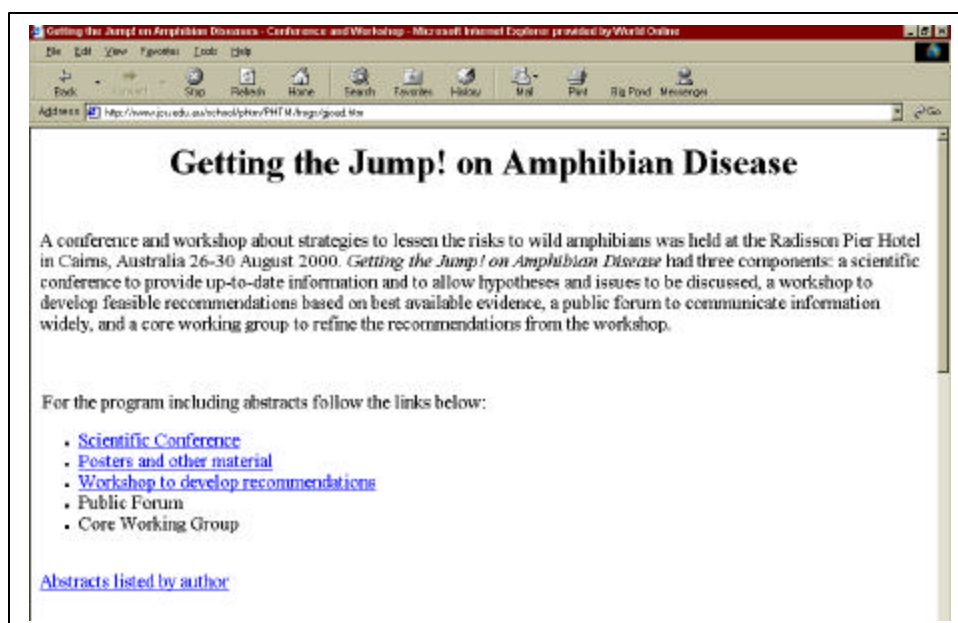 Getting the Jump! on Amphibian Diseases - Conference and Workshop - Microsoft Internet Explorer provided by World Online
File Edit View Favorites Tools Help
Back Stop Refresh Home Search Favorites History Mail Print Big Pond Messenger
Address Go
Getting the Jump! on Amphibian Disease
A conference and workshop about strategies to lessen the risks to wild amphibians was held at the Radisson Pier Hotel
in Cairns, Australia 26-30 August 2000. Getting the Jump! on Amphibian Disease had three components: a scientific
conference to provide up-to-date information and to allow hypotheses and issues to be discussed, a workshop to
develop feasible recommendations based on best available evidence, a public forum to communicate information
widely, and a core working group to refine the recommendations from the workshop.
For the program including abstracts follow the links below:
• Scientific Conference
• Posters and other material
• Workshop to develop recommendations
• Public Forum
• Core Working Group
Abstracts listed by author